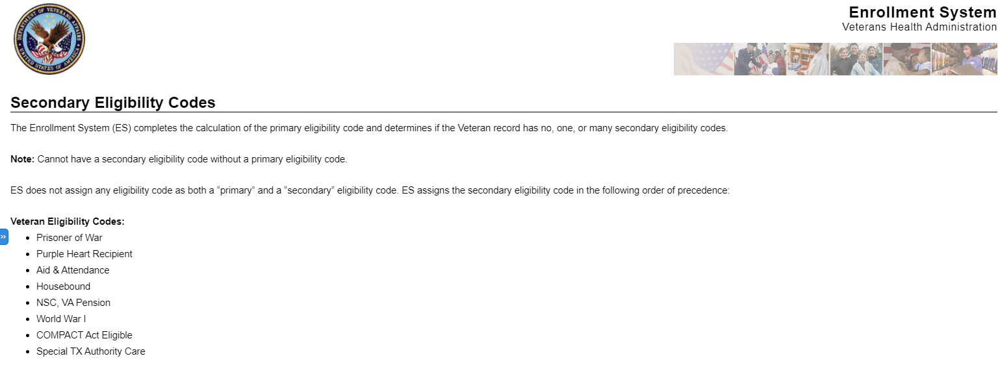 DEPARTMENT OF VETERANS AFFAIRS
UNITED STATES OF AMERICA
Enrollment System
Veterans Health Administration
Secondary Eligibility Codes
The Enrollment System (ES) completes the calculation of the primary eligibility code and determines if the Veteran record has no, one, or many secondary eligibility codes.
Note: Cannot have a secondary eligibility code without a primary eligibility code.
ES does not assign any eligibility code as both a “primary” and a “secondary” eligibility code. ES assigns the secondary eligibility code in the following order of precedence:
Veteran Eligibility Codes:
» 
• Prisoner of War
• Purple Heart Recipient
• Aid & Attendance
• Housebound
• NSC, VA Pension
• World War I
• COMPACT Act Eligible
• Special TX Authority Care